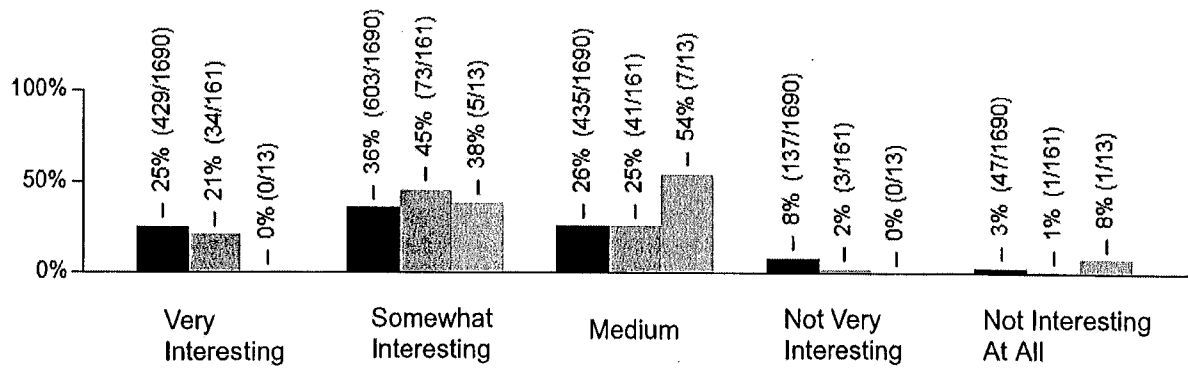 100%
50%
0%
25% (429/1690)
21% (34/161)
0% (0/13)
36% (603/1690)
45% (73/161)
38% (5/13)
26% (435/1690)
25% (41/161)
54% (7/13)
8% (137/1690)
2% (3/161)
0% (0/13)
3% (47/1690)
1% (1/161)
8% (1/13)
Very
Interesting
Somewhat
Interesting
Medium
Not Very
Interesting
Not Interesting
At All